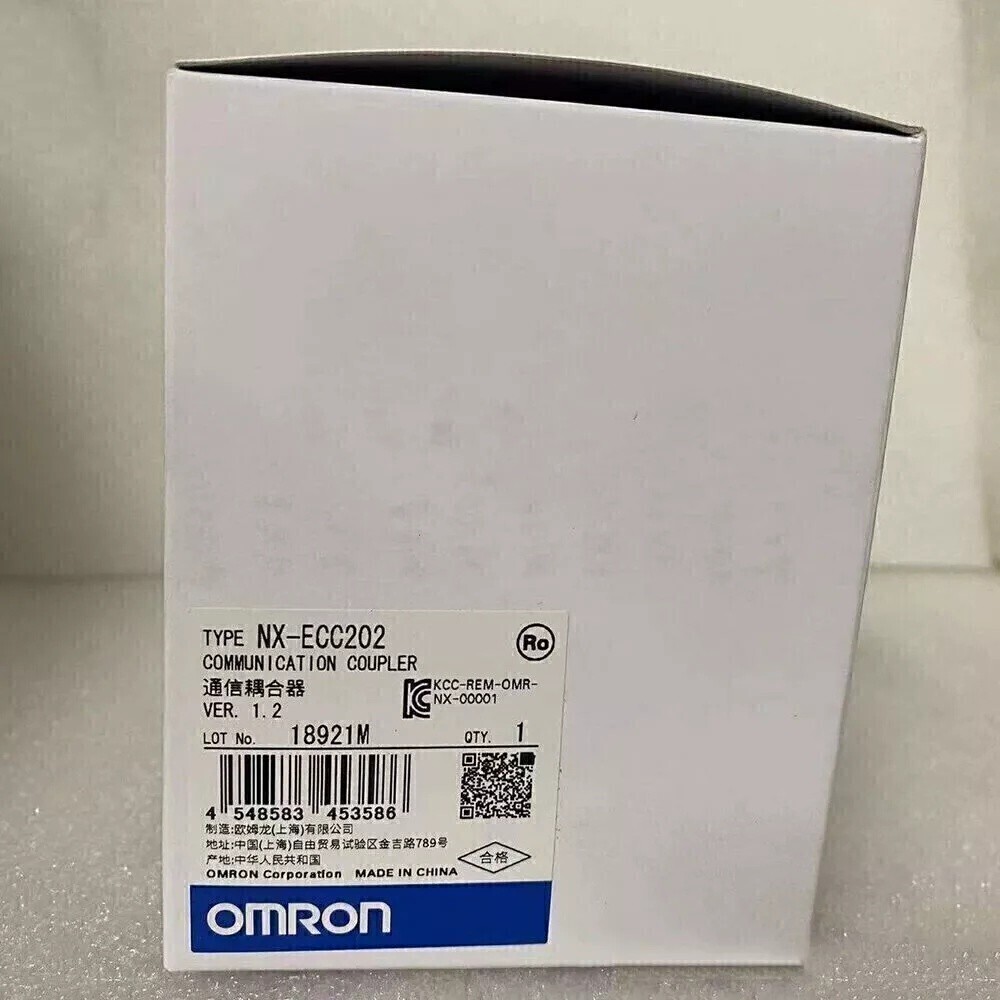 TYPE NX-ECC202
Ro
COMMUNICATION COUPLER
通信耦合器
KCC-REM-OMR-
NX-00001
VER. 1.2
LOT No. 18921M QTY. 1
4 548583 453586
制造:欧姆龙(上海)有限公司
地址:中国(上海)自由贸易试验区金吉路789号
产地:中华人民共和国
合格
OMRON Corporation MADE IN CHINA
OMRON